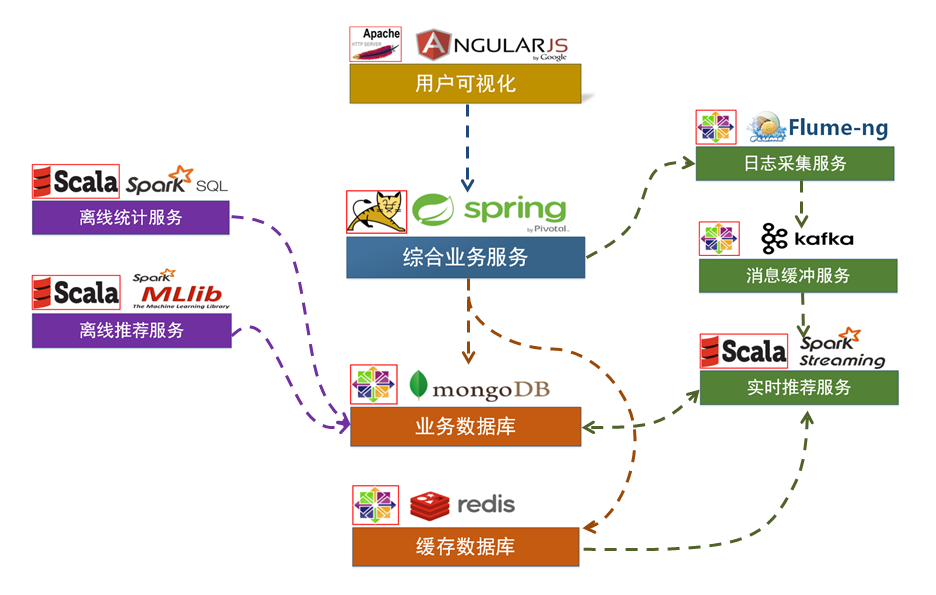 Apache
HTTP SERVER
ANGULARJS
by Google
用户可视化
Flume-ng
日志采集服务
Scala
Spark SQL
离线统计服务
spring
by Pivotal™
综合业务服务
kafka
消息缓冲服务
Scala
Spark
MLlib
The Machine Learning Library
离线推荐服务
Scala
Spark
Streaming
实时推荐服务
mongoDB
业务数据库
redis
缓存数据库